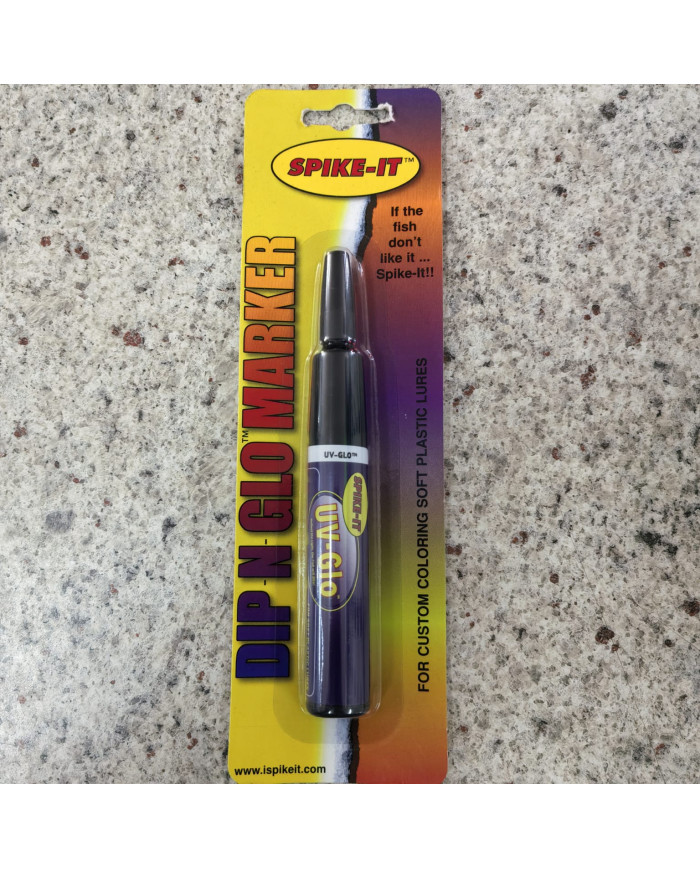 SPIKE-IT™
If the
fish
don't
like it ...
Spike-It!!
DIP-N-GLO™ MARKER
FOR CUSTOM COLORING SOFT PLASTIC LURES
UV-GLO™
SPIKE-IT
UV-Glo
www.ispikeit.com